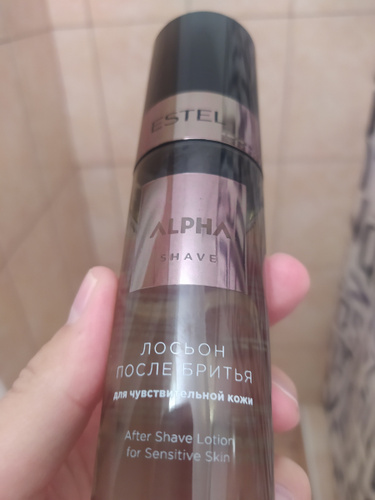 ESTEL
ALPHA
SHAVE
ЛОСЬОН
ПОСЛЕ БРИТЬЯ
для чувствительной кожи
After Shave Lotion
for Sensitive Skin